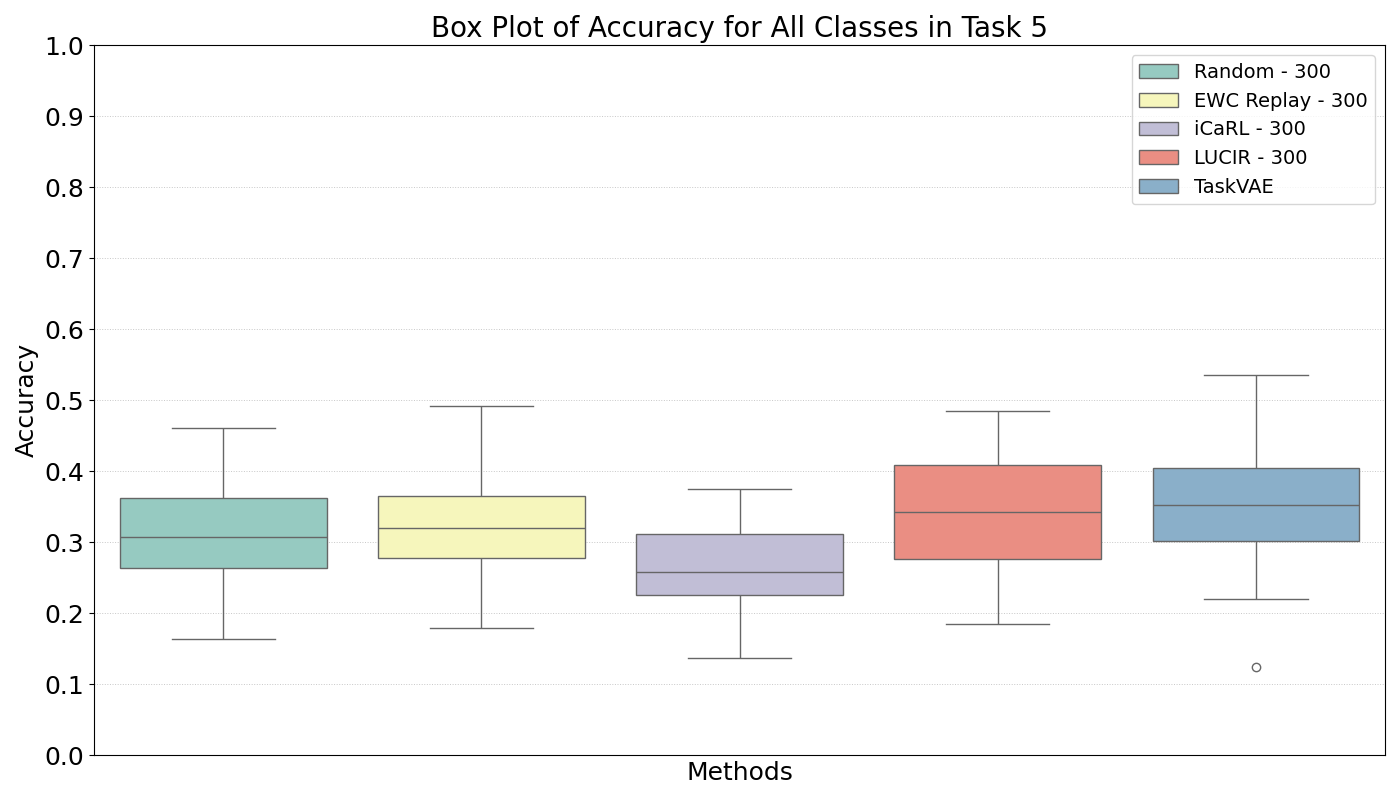 Box Plot of Accuracy for All Classes in Task 5
1.0
0.9
0.8
0.7
0.6
0.5
0.4
0.3
0.2
0.1
0.0
Accuracy
Methods
Random - 300
EWC Replay - 300
iCaRL - 300
LUCIR - 300
TaskVAE